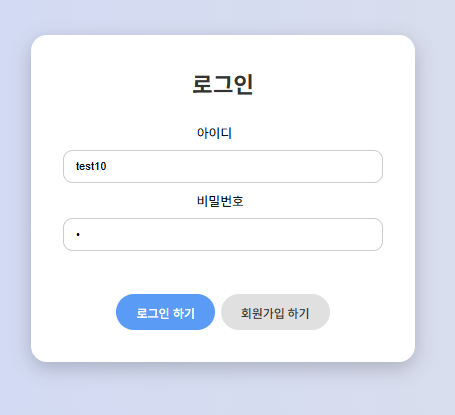 로그인
아이디
test10
비밀번호
•
로그인 하기 회원가입 하기